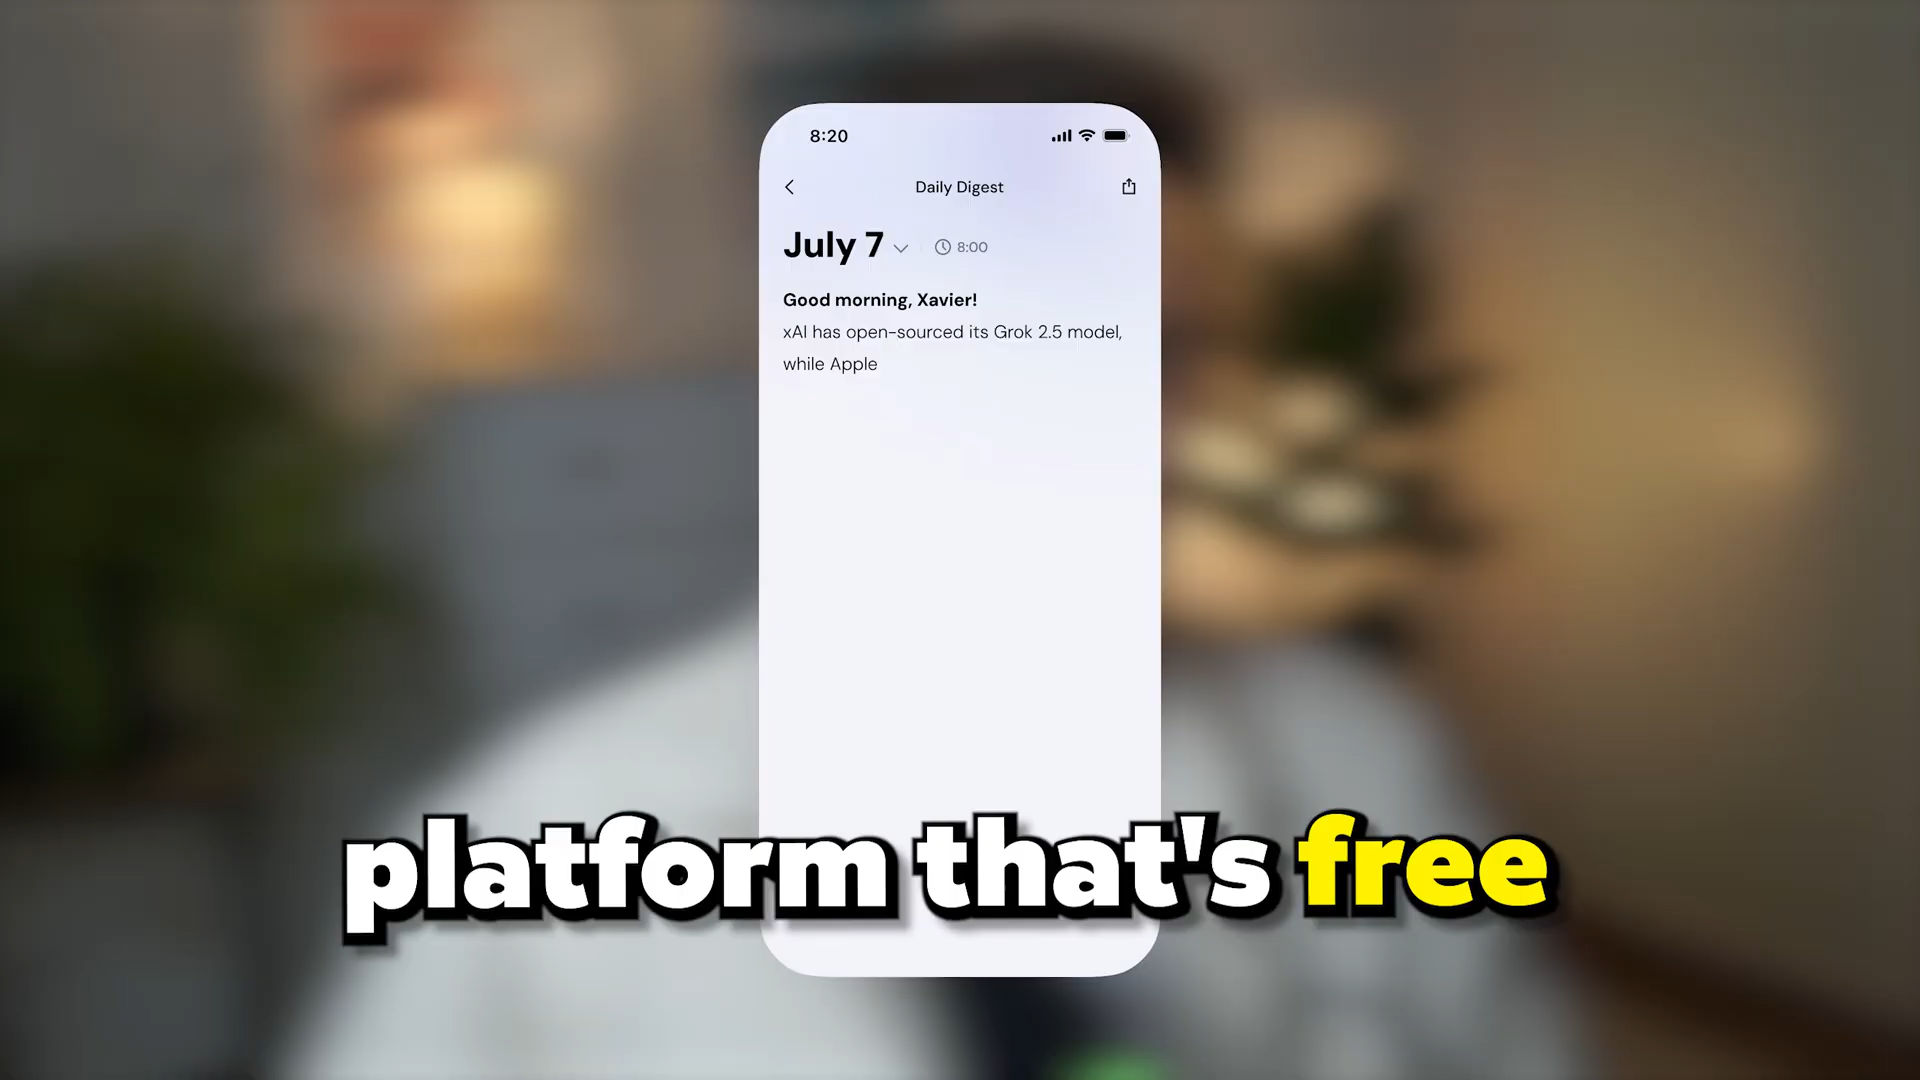 8:20
Daily Digest
July 7
8:00
Good morning, Xavier!
xAI has open-sourced its Grok 2.5 model,
while Apple
platform that's free